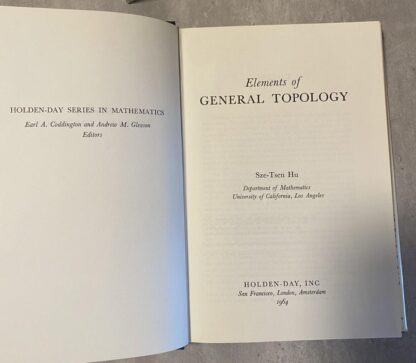 HOLDEN-DAY SERIES IN MATHEMATICS
Earl A. Coddington and Andrew M. Gleason
Editors
Elements of
GENERAL TOPOLOGY
Sze-Tsen Hu
Department of Mathematics
University of California, Los Angeles
HOLDEN-DAY, INC
San Francisco, London, Amsterdam
1964